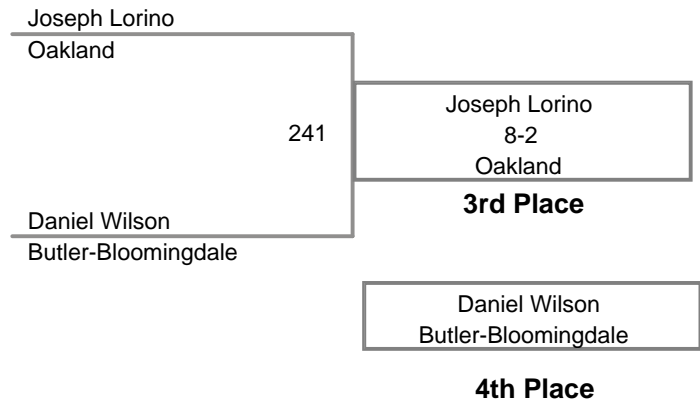 Joseph Lorino
Oakland
241
Joseph Lorino
8-2
Oakland
3rd Place
Daniel Wilson
Butler-Bloomingdale
Daniel Wilson
Butler-Bloomingdale
4th Place